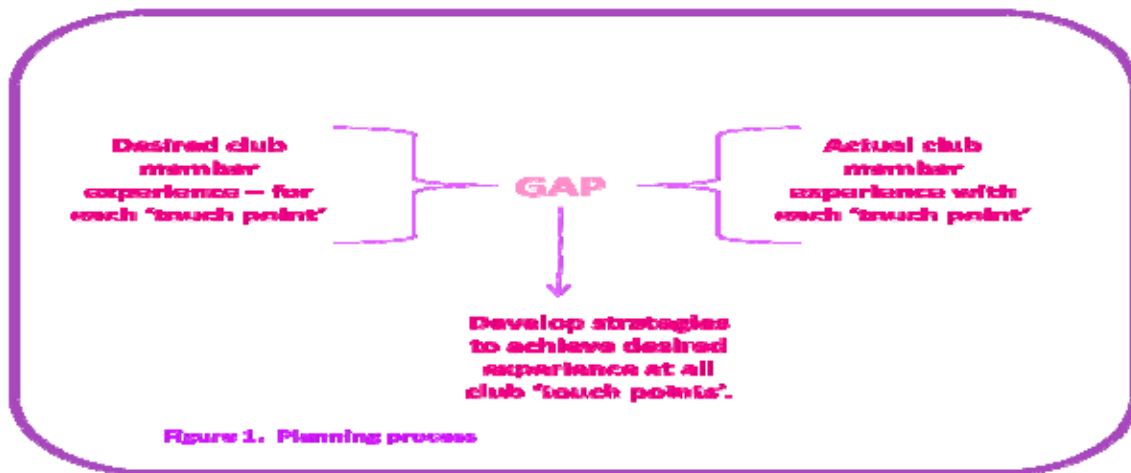 Desired club
member
experience – for
each ‘touch point’
GAP
Actual club
member
experience with
each ‘touch point’
Develop strategies
to achieve desired
experience at all
club ‘touch points’.
Figure 1. Planning process